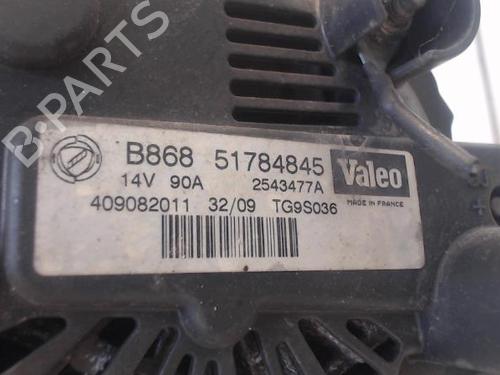 B-PARTS
B868 51784845
14V 90A 2543477A
409082011 32/09 TG9S036
Valeo
MADE IN FRANCE